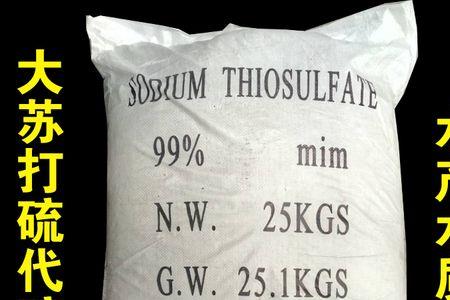 大苏打硫代
SODIUM THIOSULFATE
99% mim
N.W. 25KGS
G.W. 25.1KGS